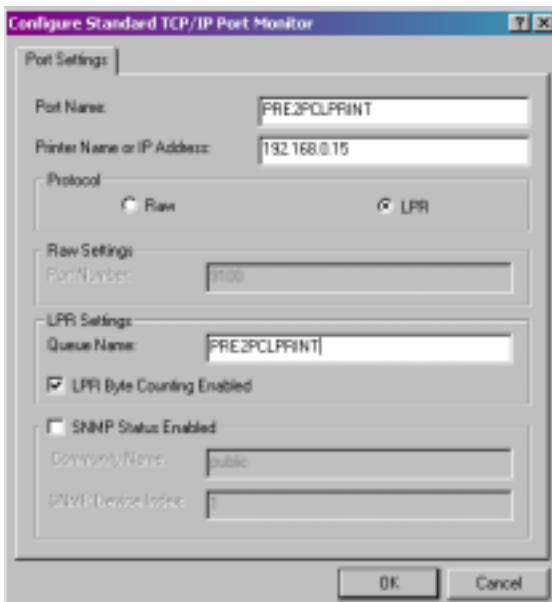 Configure Standard TCP/IP Port Monitor
Port Settings
Port Name: PRE2PCLPRINT
Printer Name or IP Address: 192.168.0.15
Protocol
Raw LPR
Raw Settings
Port Number: 9100
LPR Settings
Queue Name: PRE2PCLPRINT
LPR Byte Counting Enabled
SNMP Status Enabled
Community Name: public
SNMP Device Index: 1
OK Cancel